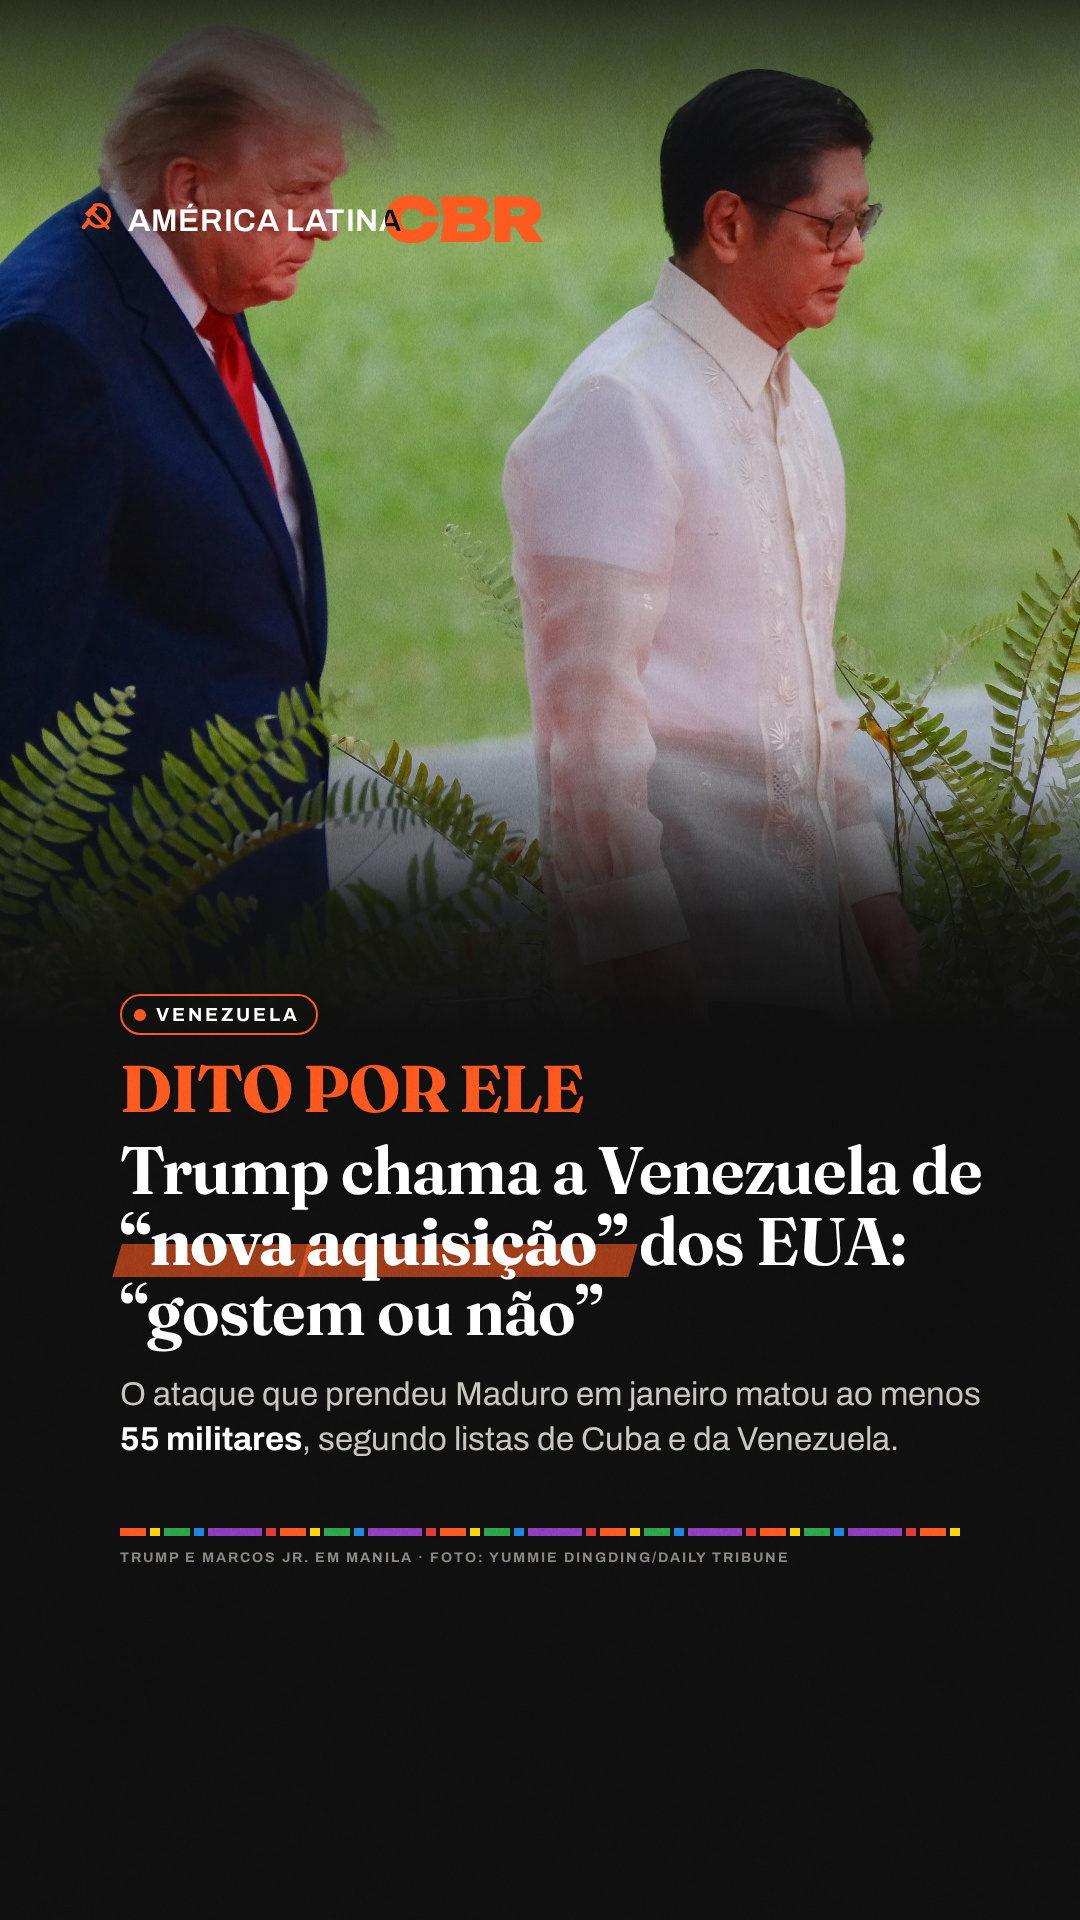 AMÉRICA LATINA
CBR
VENEZUELA
DITO POR ELE
Trump chama a Venezuela de
“nova aquisição” dos EUA:
“gostem ou não”
O ataque que prendeu Maduro em janeiro matou ao menos
55 militares, segundo listas de Cuba e da Venezuela.
TRUMP E MARCOS JR. EM MANILA · FOTO: YUMMIE DINGDING/DAILY TRIBUNE